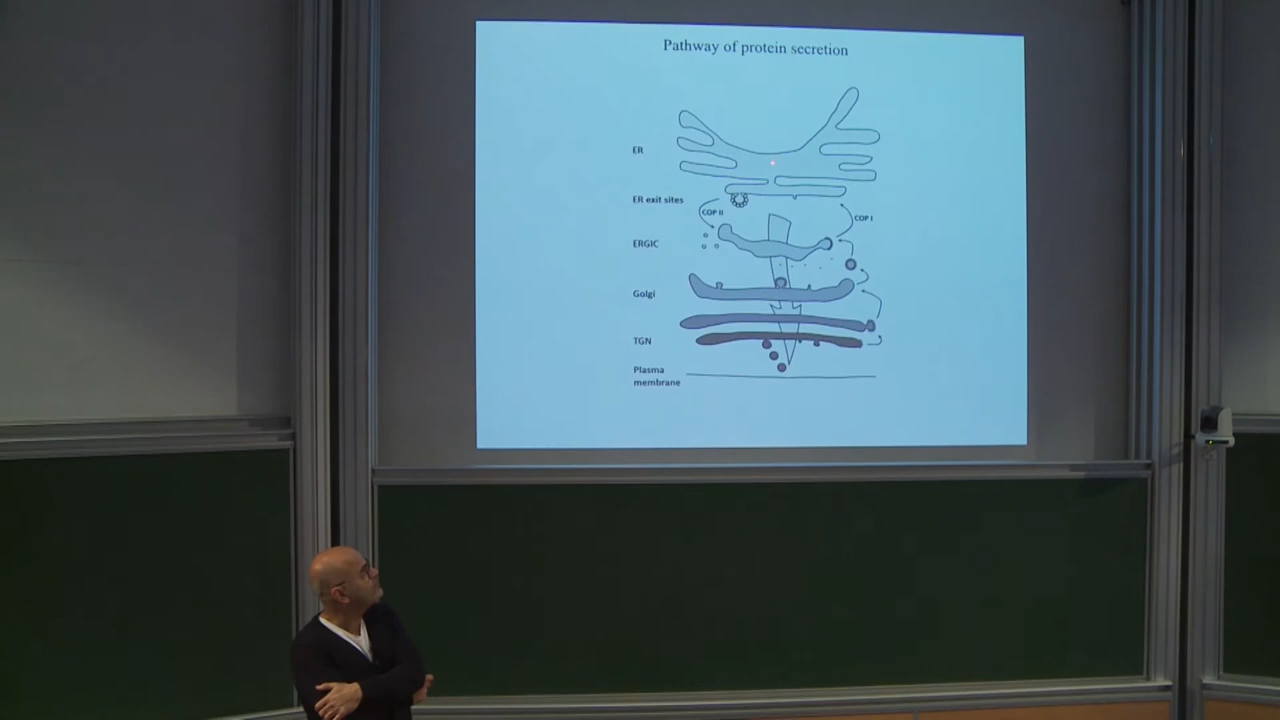 Pathway of protein secretion
ER
ER exit sites
COP II
COP I
ERGIC
Golgi
TGN
Plasma
membrane